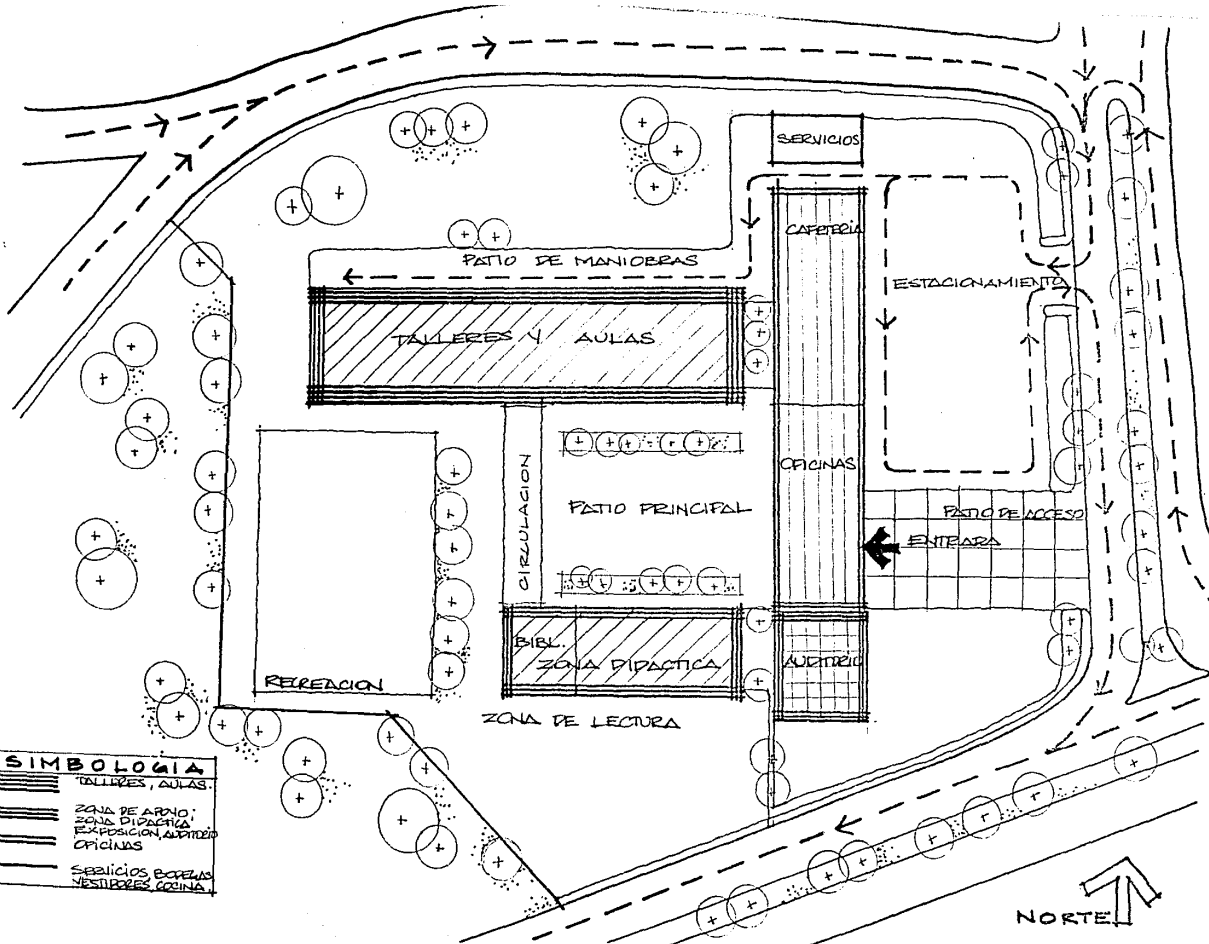 SERVICIOS
CAFETERIA
PATIO DE MANIOBRAS
ESTACIONAMIENTO
TALLERES Y AULAS
OFICINAS
CIRCULACION
PATIO PRINCIPAL
PATIO DE ACCESO
ENTRARA
BIBL.
ZONA DIDACTICA
AUDITORIO
RECREACION
ZONA DE LECTURA
SIMBOLOGIA
TALLERES, AULAS.
ZONA DE APOYO;
ZONA DIDACTICA
EXPOSICION, AUDITORIO
OFICINAS
SERVICIOS, BODEGAS
VESTIDORES, COCINA.
NORTE